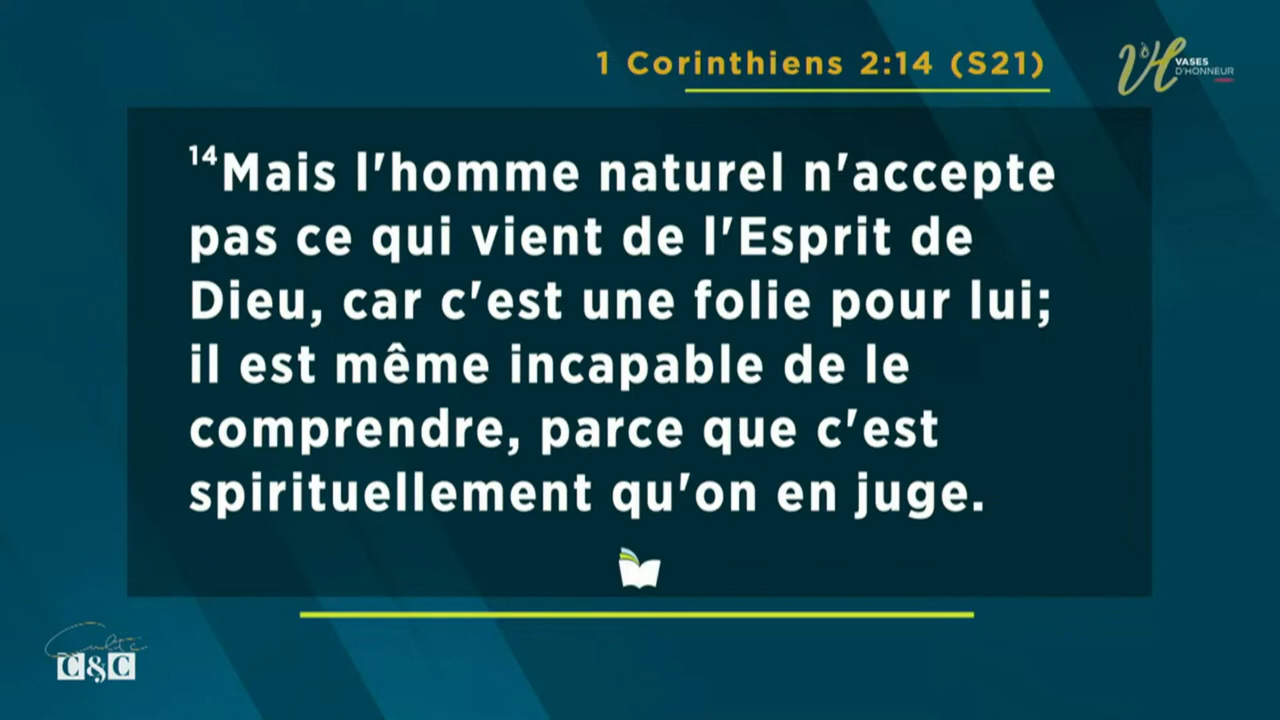 1 Corinthiens 2:14 (S21)
VH VASES
D'HONNEUR
14Mais l'homme naturel n'accepte
pas ce qui vient de l'Esprit de
Dieu, car c'est une folie pour lui;
il est même incapable de le
comprendre, parce que c'est
spirituellement qu'on en juge.
Culte
C&C